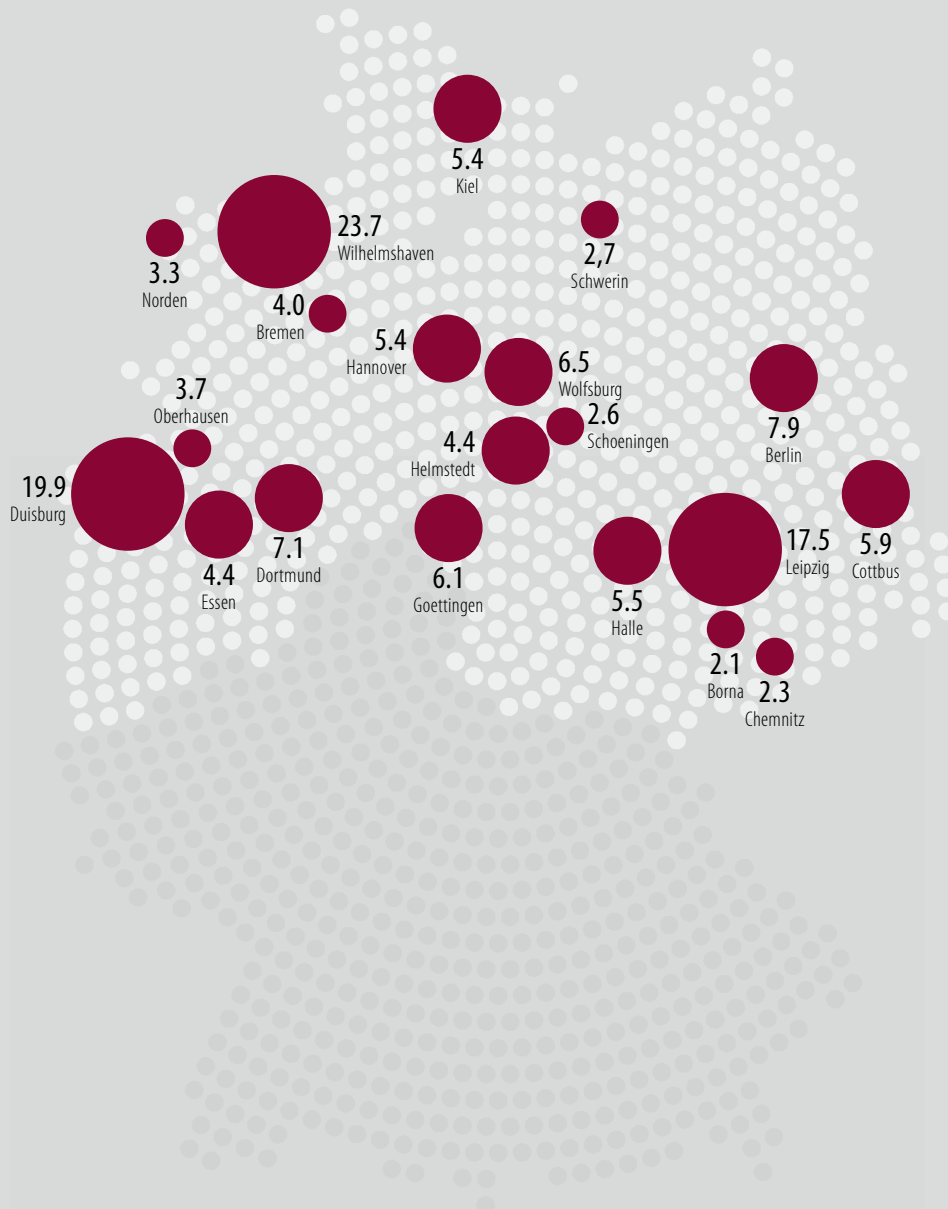 5.4
Kiel
23.7
Wilhelmshaven
3.3
Norden
2,7
Schwerin
4.0
Bremen
5.4
Hannover
6.5
Wolfsburg
7.9
Berlin
3.7
Oberhausen
2.6
Schoeningen
4.4
Helmstedt
19.9
Duisburg
4.4
Essen
7.1
Dortmund
6.1
Goettingen
5.5
Halle
17.5
Leipzig
5.9
Cottbus
2.1
Borna
2.3
Chemnitz